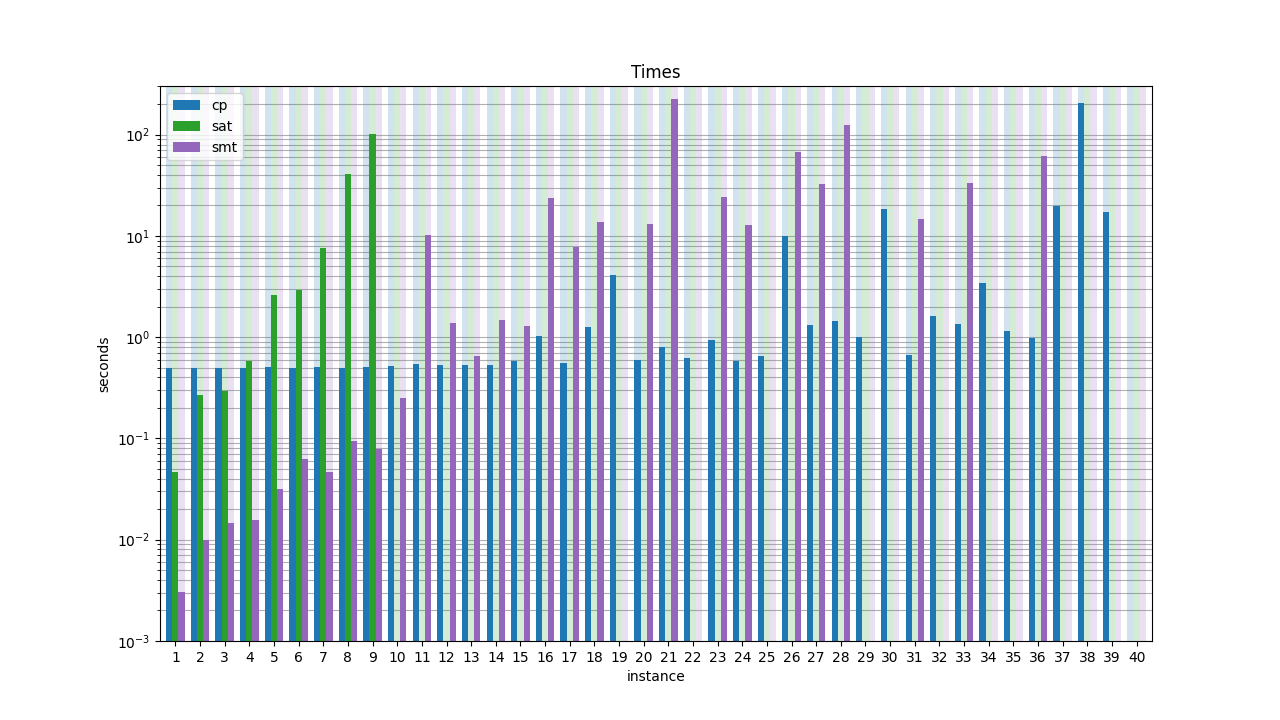 Times
cp
sat
smt
10²
10¹
10⁰
10⁻¹
10⁻²
10⁻³
seconds
1 2 3 4 5 6 7 8 9 10 11 12 13 14 15 16 17 18 19 20 21 22 23 24 25 26 27 28 29 30 31 32 33 34 35 36 37 38 39 40
instance